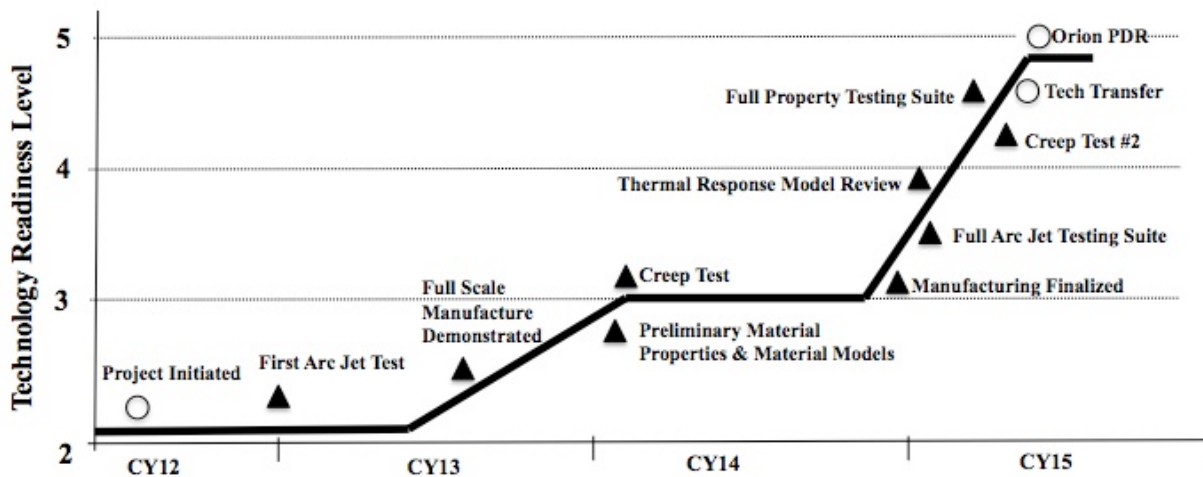 Technology Readiness Level
5
4
3
2
Orion PDR
Full Property Testing Suite
Tech Transfer
Creep Test #2
Thermal Response Model Review
Full Arc Jet Testing Suite
Creep Test
Manufacturing Finalized
Full Scale
Manufacture
Demonstrated
Preliminary Material
Properties & Material Models
First Arc Jet Test
Project Initiated
CY12
CY13
CY14
CY15